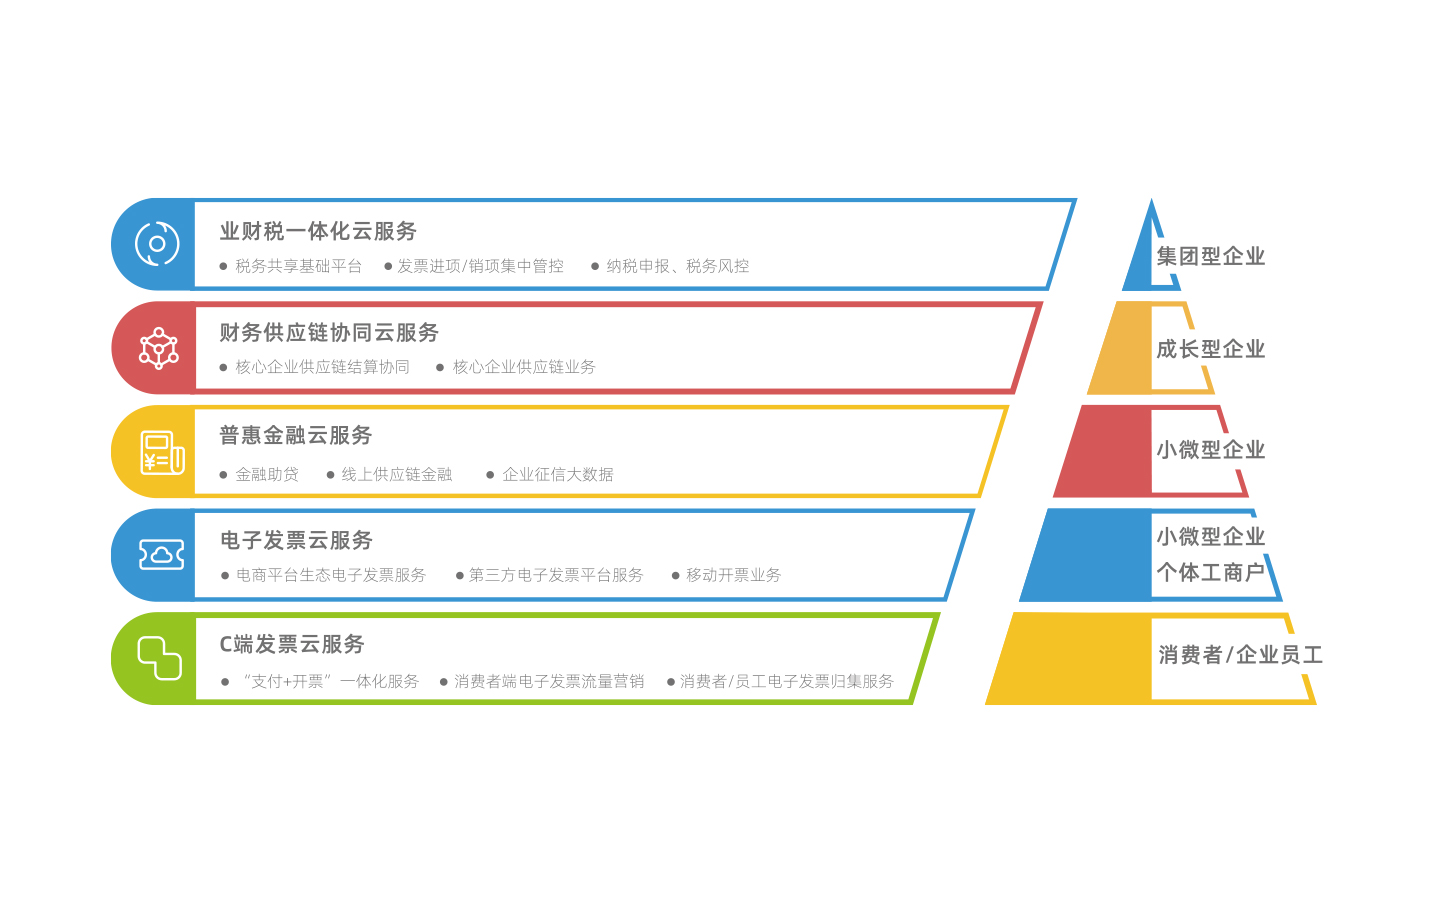 业财税一体化云服务
● 税务共享基础平台 ● 发票进项/销项集中管控 ● 纳税申报、税务风控
集团型企业
财务供应链协同云服务
● 核心企业供应链结算协同 ● 核心企业供应链业务
成长型企业
普惠金融云服务
● 金融助贷 ● 线上供应链金融 ● 企业征信大数据
小微型企业
电子发票云服务
● 电商平台生态电子发票服务 ● 第三方电子发票平台服务 ● 移动开票业务
小微型企业
个体工商户
C端发票云服务
● “支付+开票”一体化服务 ● 消费者端电子发票流量营销 ● 消费者/员工电子发票归集服务
消费者/企业员工